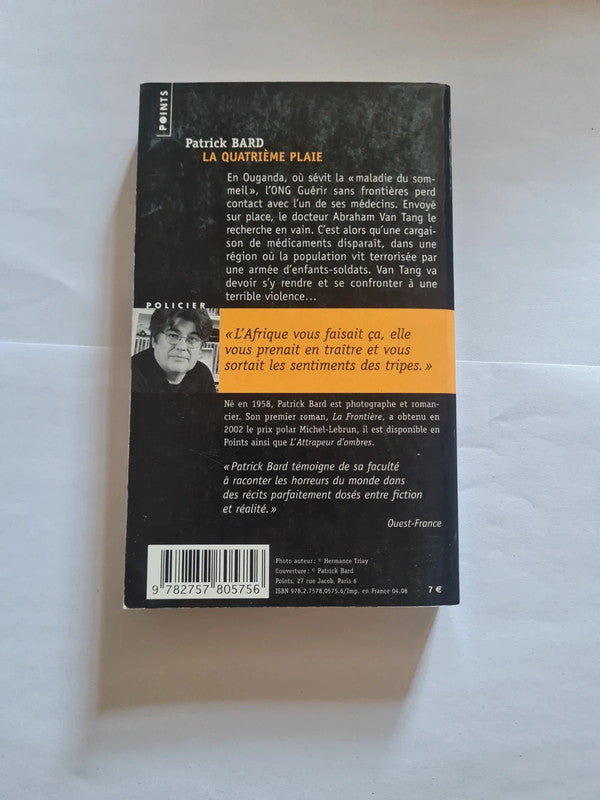 POINTS
Patrick BARD
LA QUATRIÈME PLAIE
En Ouganda, où sévit la « maladie du som-
meil », l'ONG Guérir sans frontières perd
contact avec l'un de ses médecins. Envoyé
sur place, le docteur Abraham Van Tang le
recherche en vain. C'est alors qu'une cargai-
son de médicaments disparaît, dans une
région où la population vit terrorisée par
une armée d'enfants-soldats. Van Tang va
devoir s'y rendre et se confronter à une
terrible violence...
POLICIER
« L'Afrique vous faisait ça, elle
vous prenait en traître et vous
sortait les sentiments des tripes. »
Né en 1958, Patrick Bard est photographe et roman-
cier. Son premier roman, La Frontière, a obtenu en
2002 le prix polar Michel-Lebrun, il est disponible en
Points ainsi que L'Attrapeur d'ombres.
« Patrick Bard témoigne de sa faculté
à raconter les horreurs du monde dans
des récits parfaitement dosés entre fiction
et réalité. »
Ouest-France
9 782757 805756
Photo auteur : © Hermance Triay
Couverture : © Patrick Bard
Points, 27 rue Jacob, Paris 6
ISBN 978.2.7578.0575.6/Imp. en France 04.08
7 €